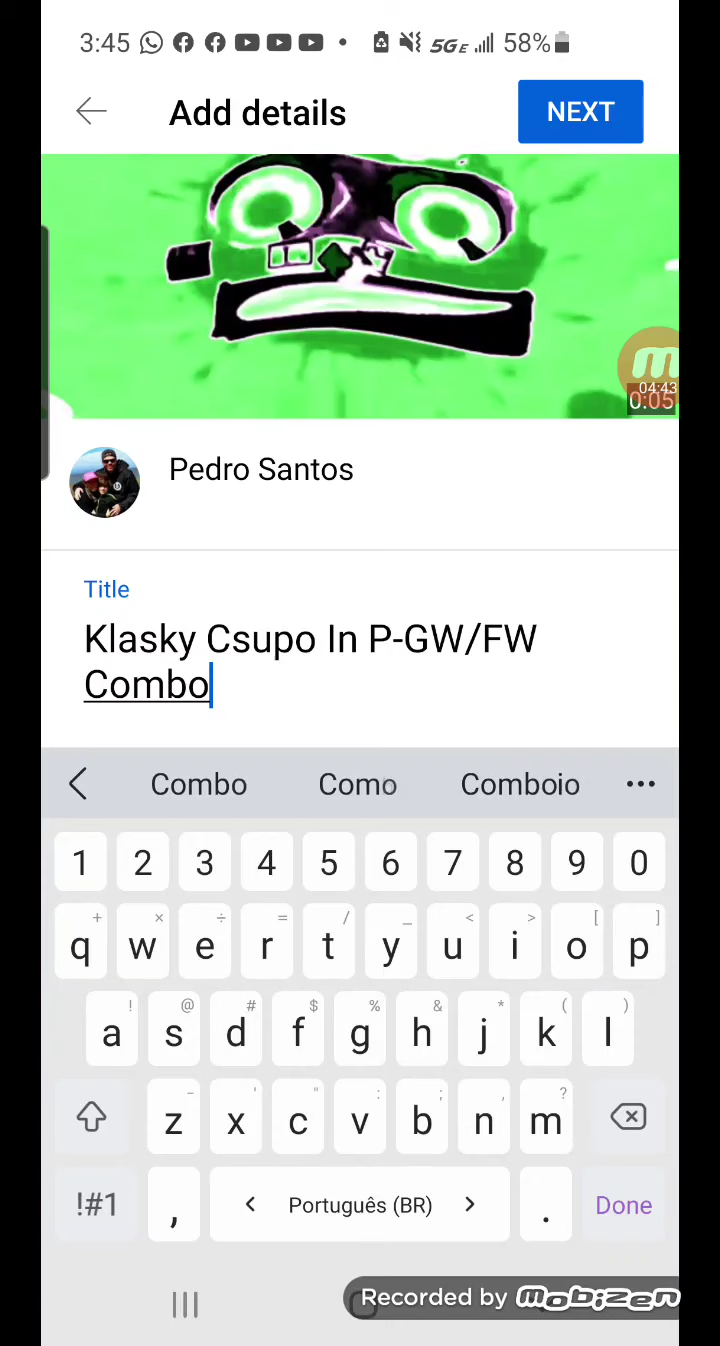 3:45 5GE 58%
Add details
NEXT
04:43
0:05
Pedro Santos
Title
Klasky Csupo In P-GW/FW
Combo
Combo Como Comboio
1 2 3 4 5 6 7 8 9 0
+ × ÷ = / _ < > [ ]
q w e r t y u i o p
! @ # $ % & * ( )
a s d f g h j k l
- ' " : ; , ?
z x c v b n m
!#1 , < Português (BR) > . Done
Recorded by mobizen